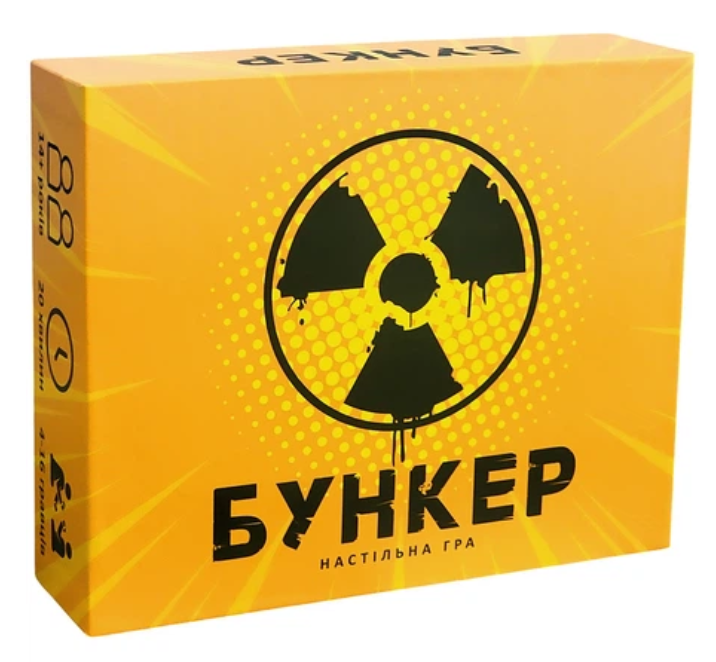 БУНКЕР
БУНКЕР
НАСТІЛЬНА ГРА
14+ років
20 хвилин
4-16 гравців